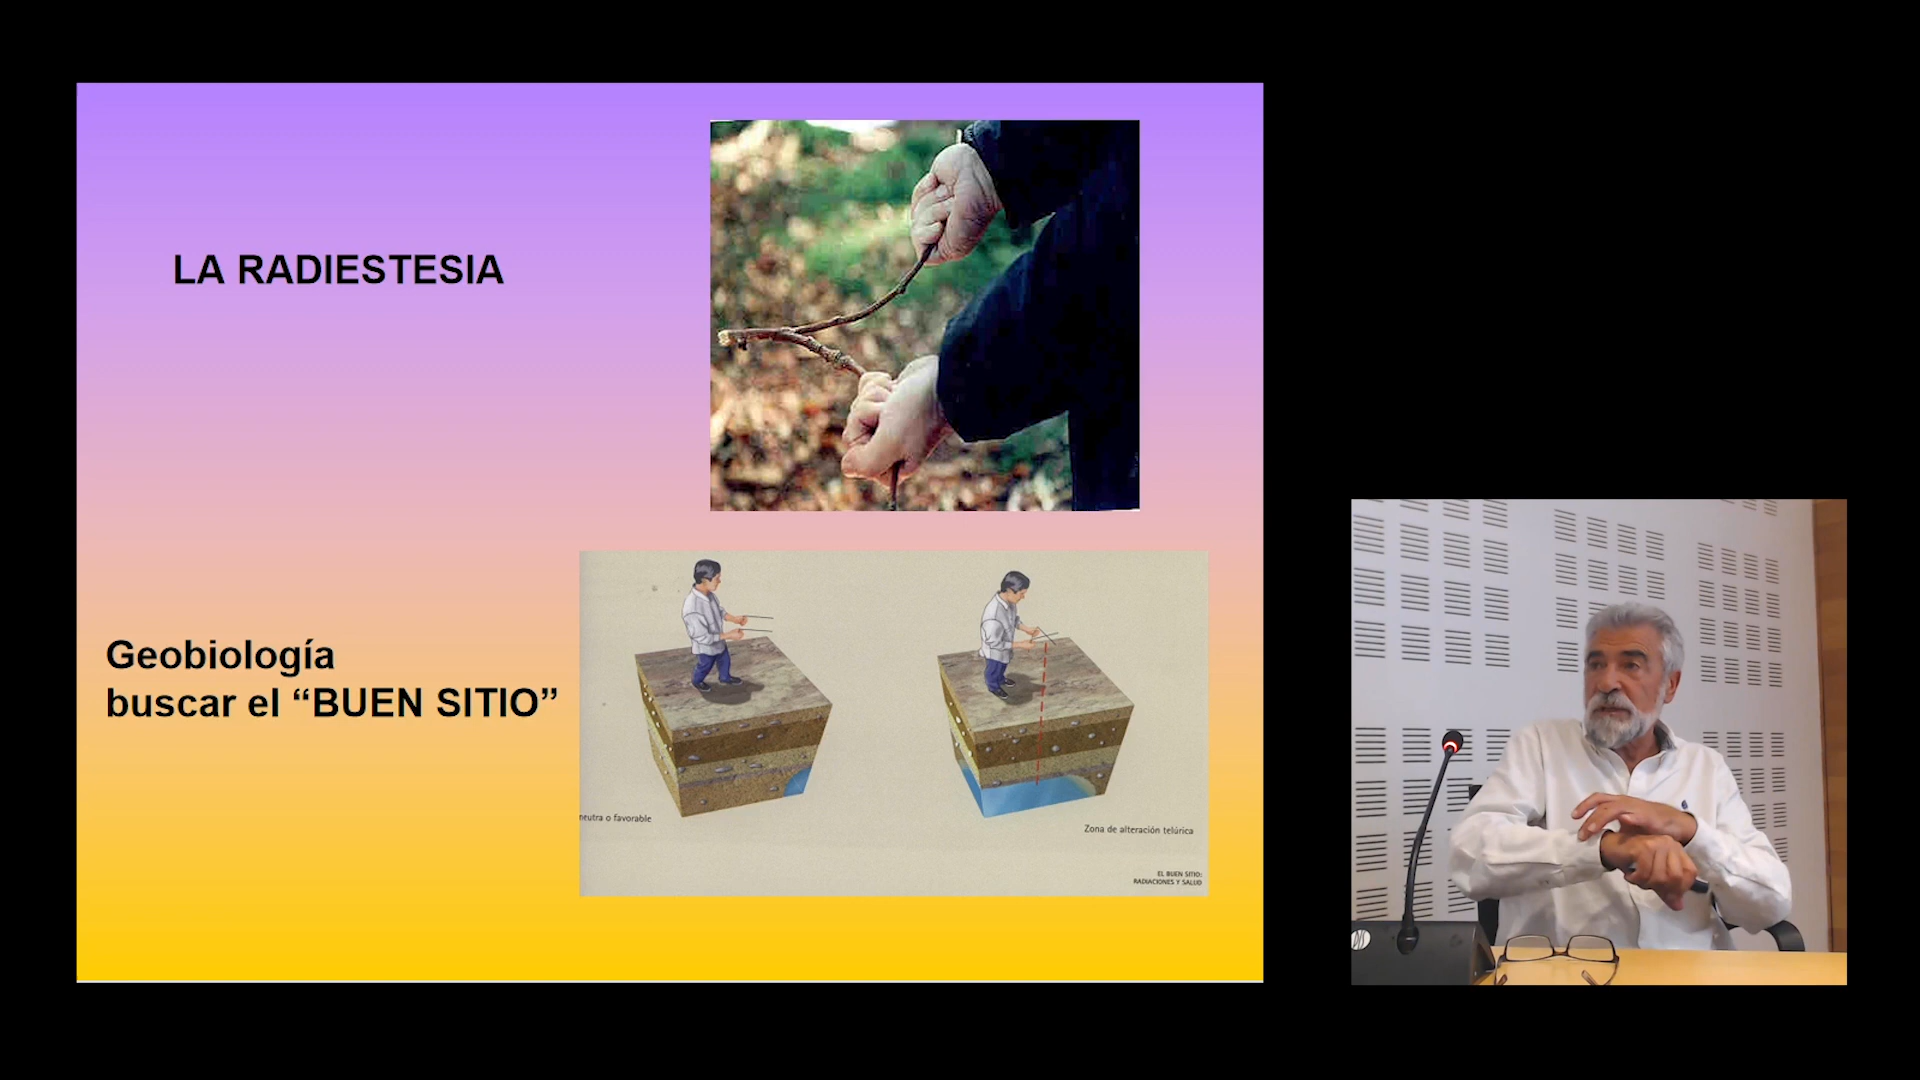 LA RADIESTESIA
Geobiología
buscar el “BUEN SITIO”
neutra o favorable
Zona de alteración telúrica
EL BUEN SITIO:
RADIACIONES Y SALUD